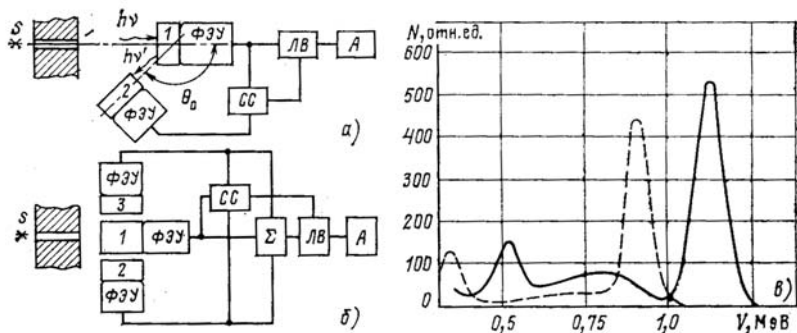 S
hν
1
ФЭУ
ЛВ
А
hν'
2
ФЭУ
θ₀
СС
а)
ФЭУ
3
СС
S
1
ФЭУ
Σ
ЛВ
А
2
ФЭУ
б)
N, отн.ед.
600
500
400
300
200
100
0
0,5
0,75
1,0
V, МэВ
в)